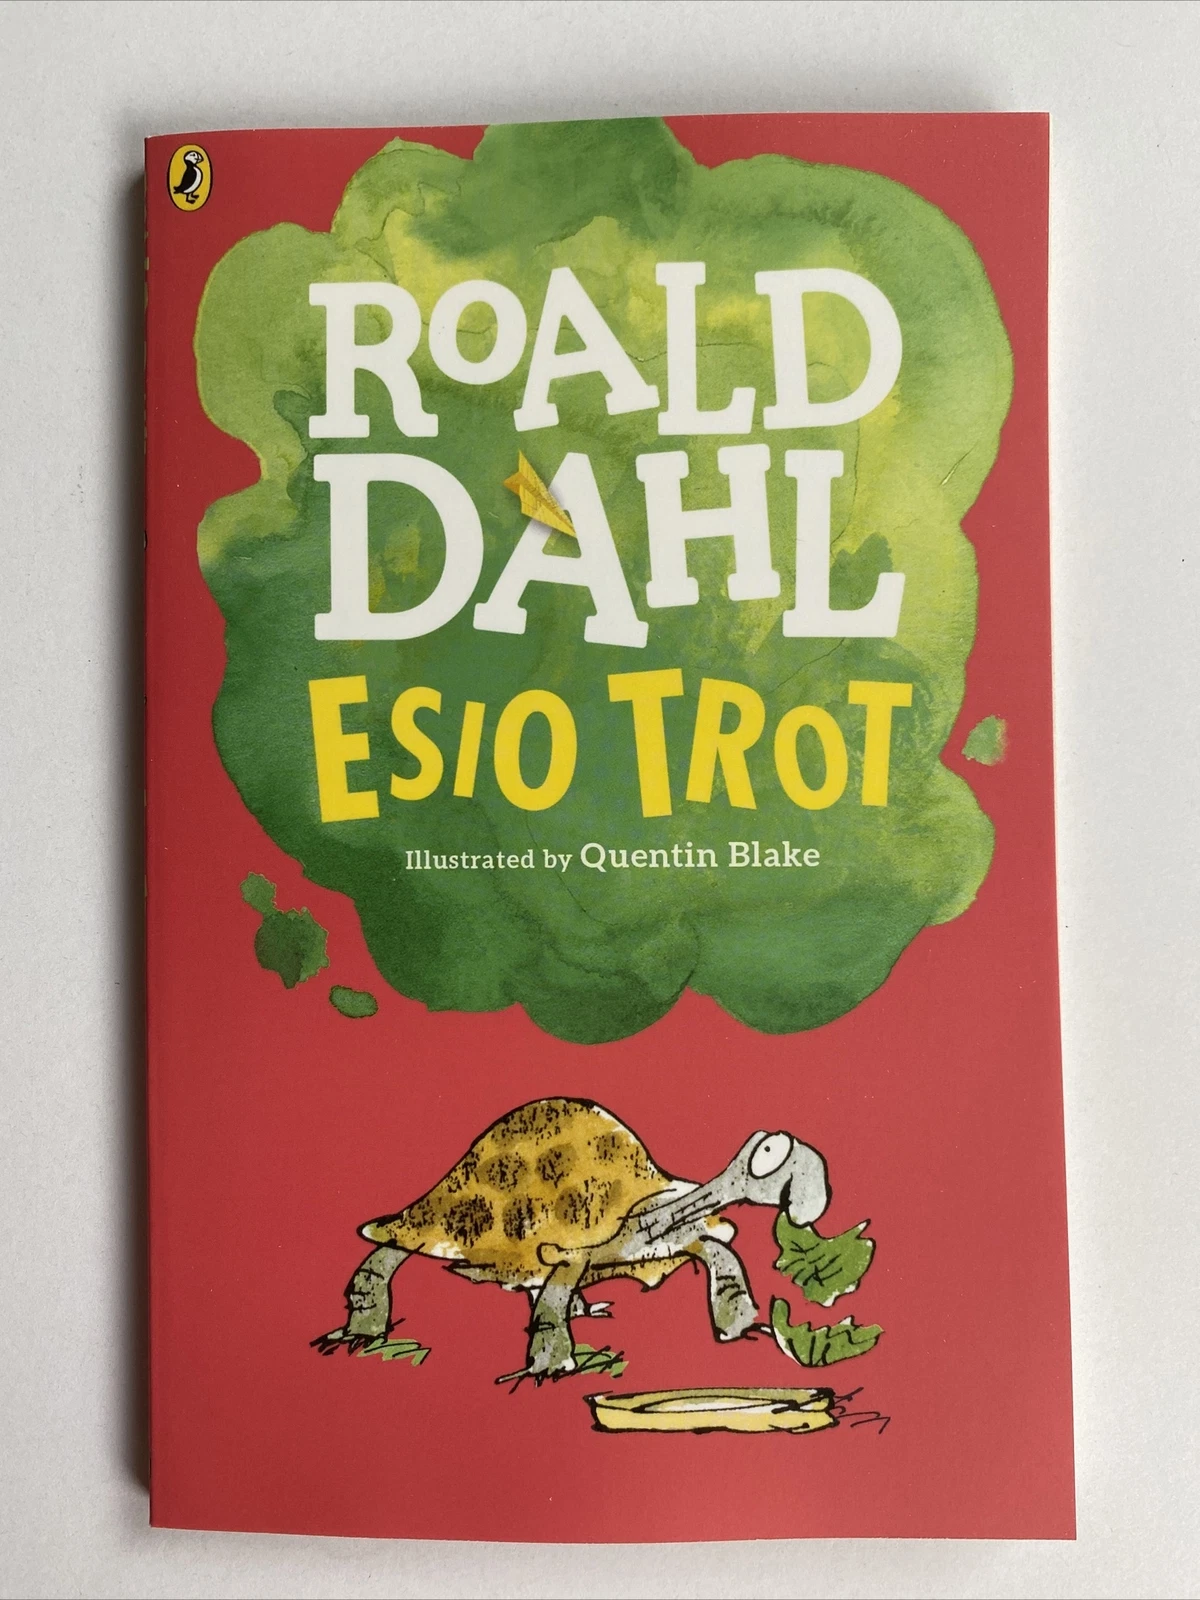 ROALD
DAHL
ESIO TROT
Illustrated by Quentin Blake